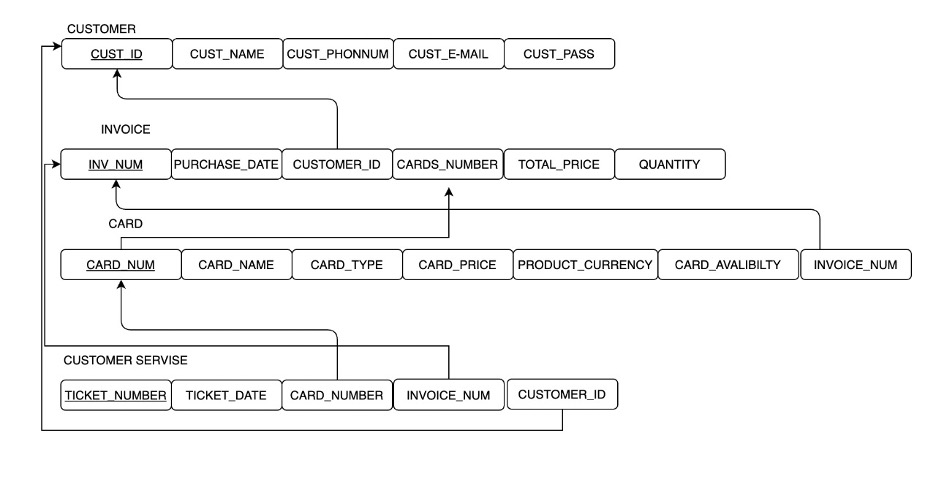 CUSTOMER
CUST_ID CUST_NAME CUST_PHONNUM CUST_E-MAIL CUST_PASS
INVOICE
INV_NUM PURCHASE_DATE CUSTOMER_ID CARDS_NUMBER TOTAL_PRICE QUANTITY
CARD
CARD_NUM CARD_NAME CARD_TYPE CARD_PRICE PRODUCT_CURRENCY CARD_AVALIBILTY INVOICE_NUM
CUSTOMER SERVISE
TICKET_NUMBER TICKET_DATE CARD_NUMBER INVOICE_NUM CUSTOMER_ID